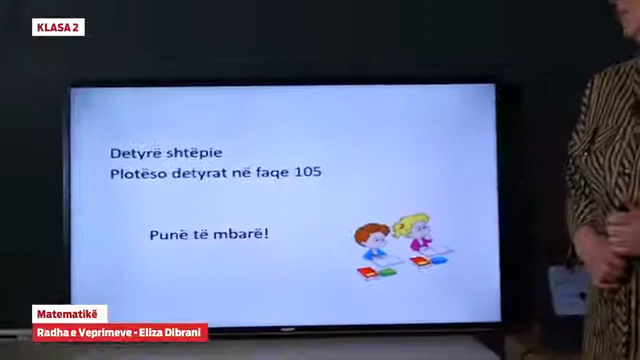 KLASA 2
Detyrë shtëpie
Plotëso detyrat në faqe 105
Punë të mbarë!
Matematikë
Radha e Veprimeve - Eliza Dibrani